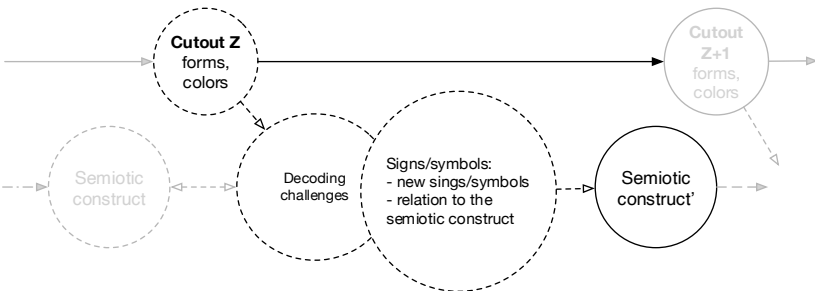 Cutout Z
forms,
colors
Cutout
Z+1
forms,
colors
Semiotic
construct
Decoding
challenges
Signs/symbols:
- new sings/symbols
- relation to the
semiotic construct
Semiotic
construct'